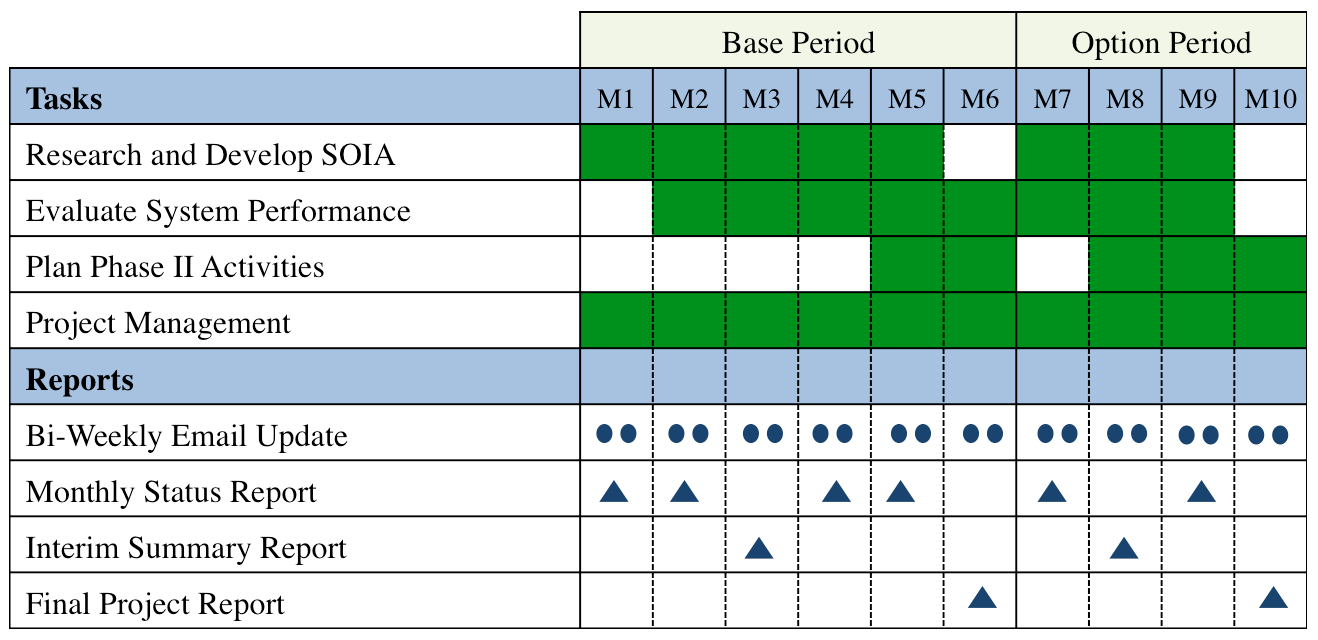 Base Period Option Period
Tasks M1 M2 M3 M4 M5 M6 M7 M8 M9 M10
Research and Develop SOIA
Evaluate System Performance
Plan Phase II Activities
Project Management
Reports
Bi-Weekly Email Update
Monthly Status Report
Interim Summary Report
Final Project Report